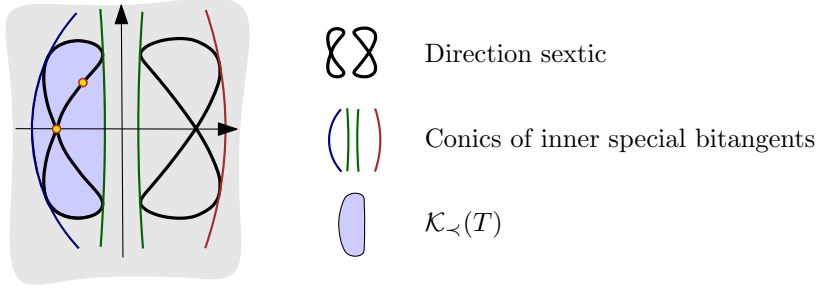 Direction sextic
Conics of inner special bitangents
𝒦≺(T)